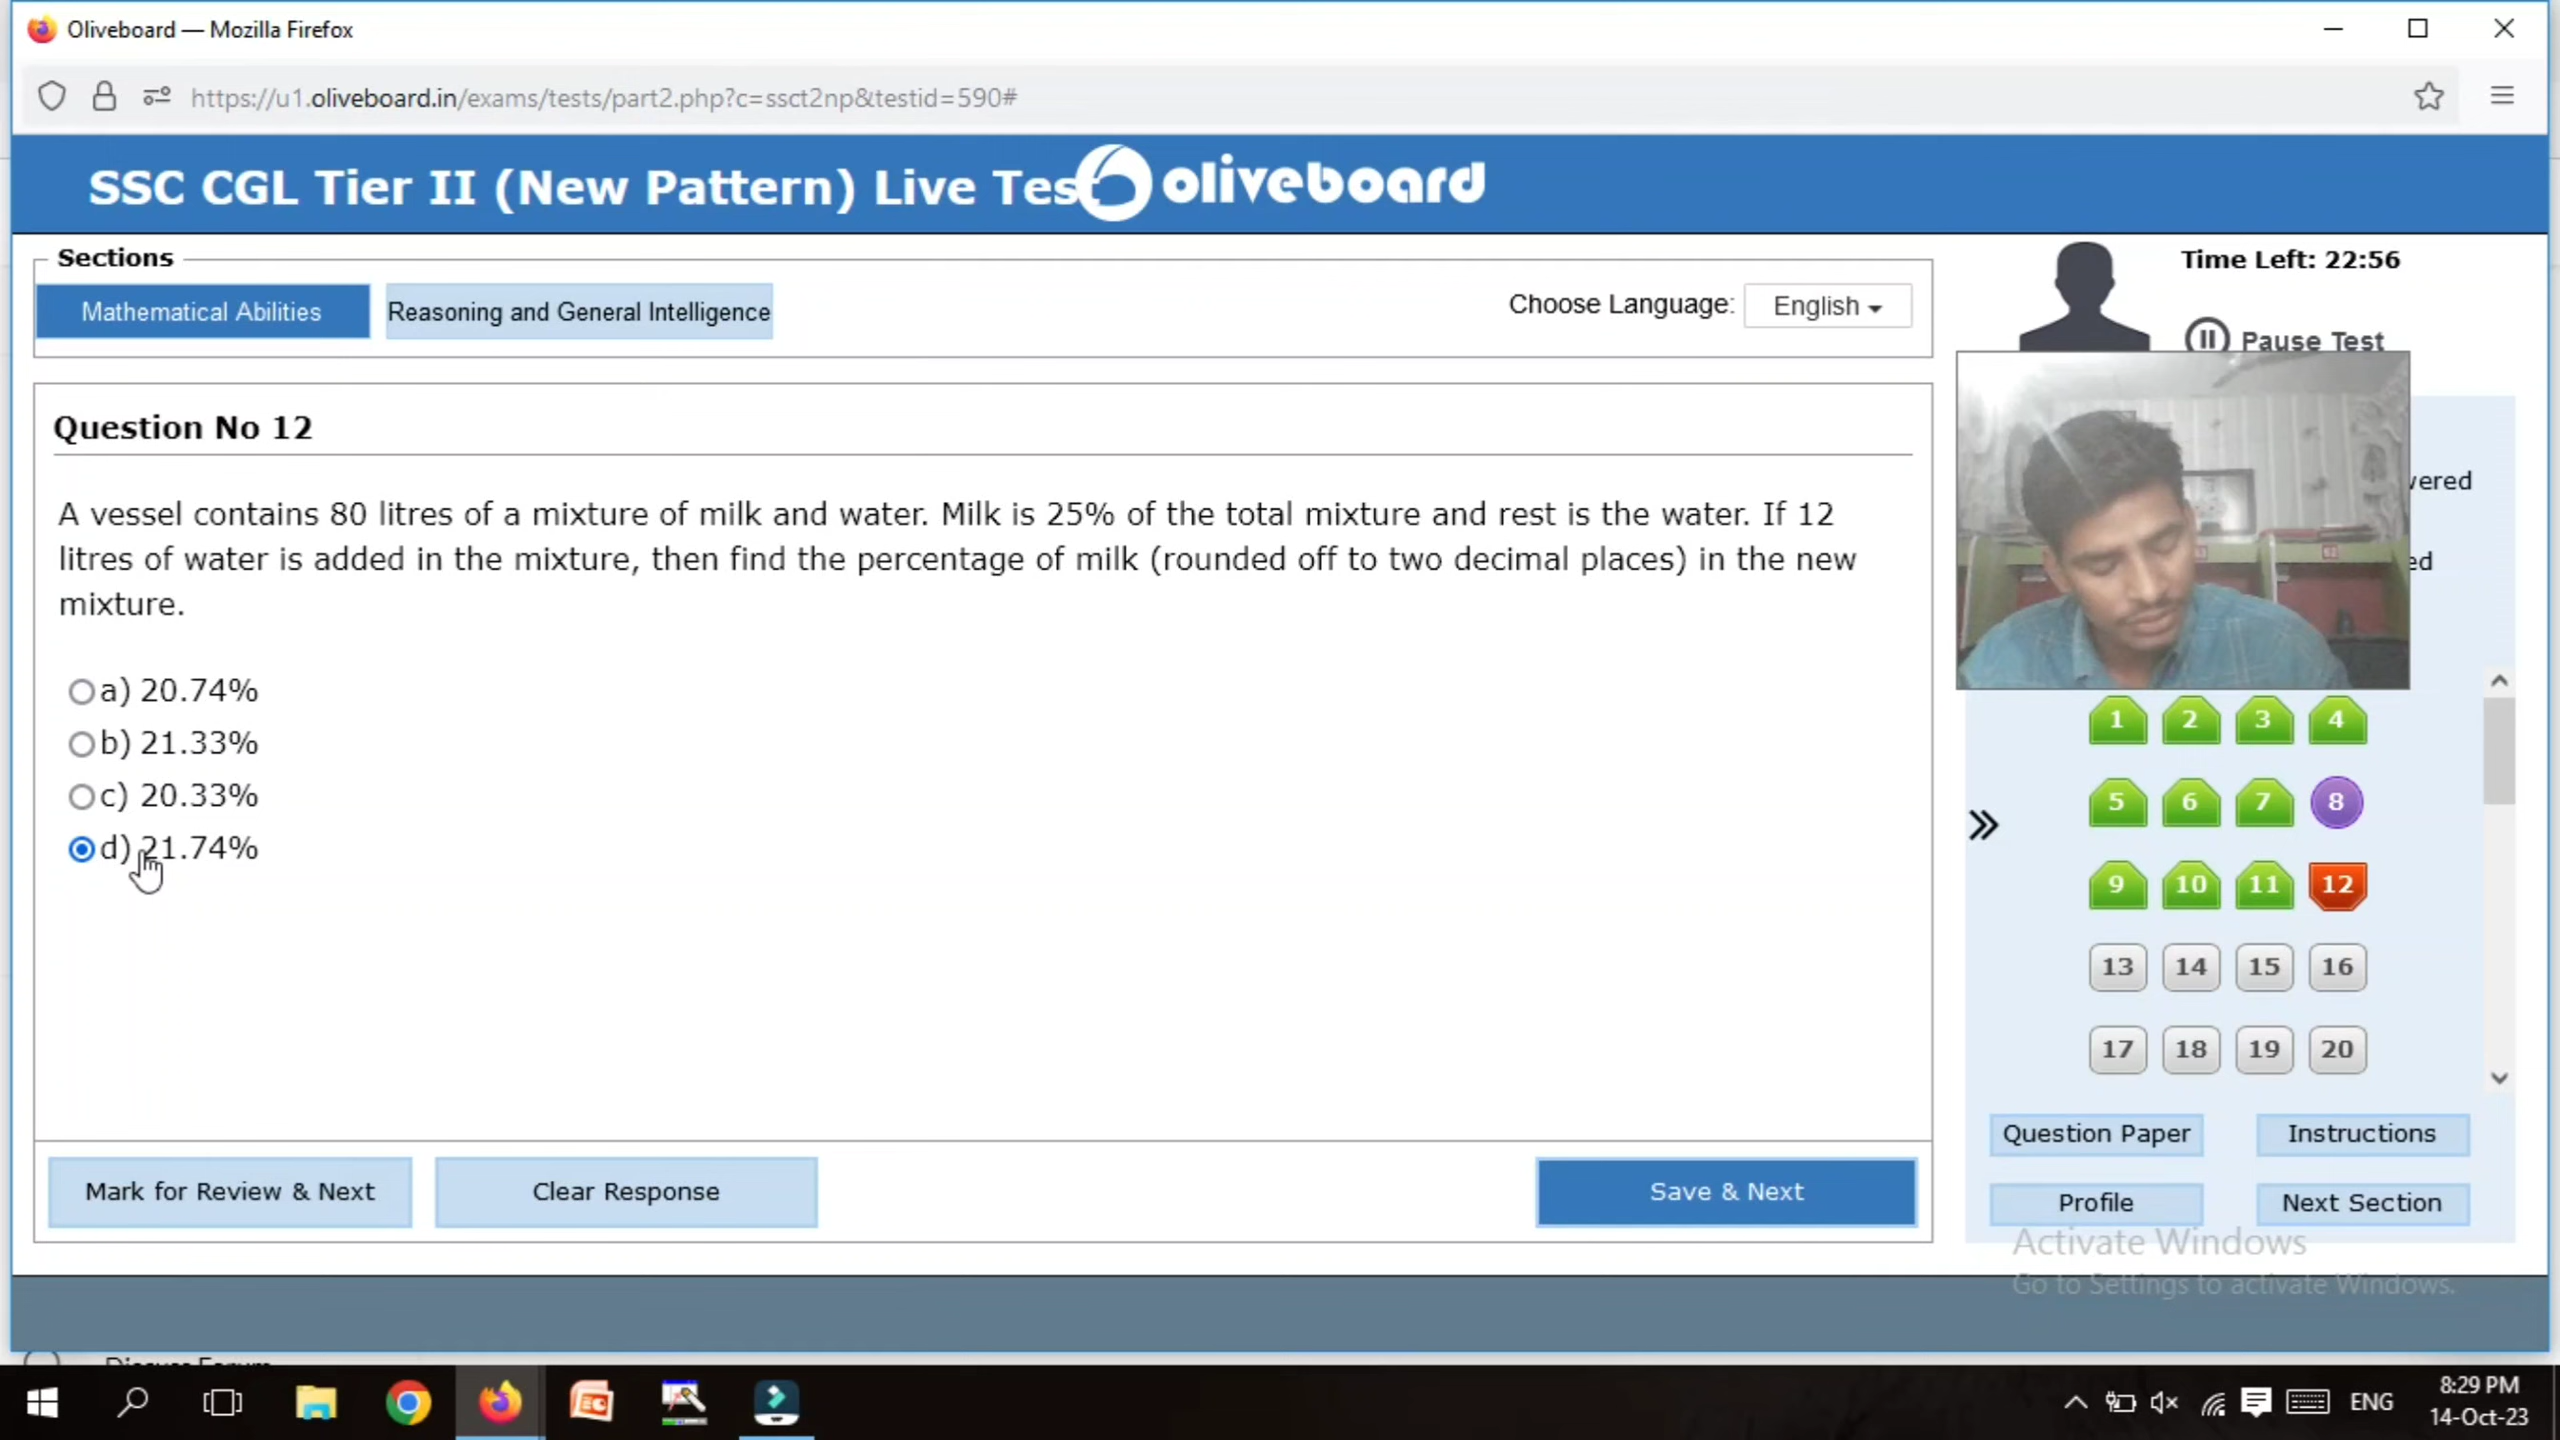 Oliveboard — Mozilla Firefox
https://u1.oliveboard.in/exams/tests/part2.php?c=ssct2np&testid=590#
SSC CGL Tier II (New Pattern) Live Tes
oliveboard
Sections
Mathematical Abilities
Reasoning and General Intelligence
Choose Language:
English
Time Left: 22:56
Pause Test
Question No 12
A vessel contains 80 litres of a mixture of milk and water. Milk is 25% of the total mixture and rest is the water. If 12
litres of water is added in the mixture, then find the percentage of milk (rounded off to two decimal places) in the new
mixture.
a) 20.74%
b) 21.33%
c) 20.33%
d) 21.74%
1 2 3 4
5 6 7 8
9 10 11 12
13 14 15 16
17 18 19 20
Mark for Review & Next
Clear Response
Save & Next
Question Paper
Instructions
Profile
Next Section
Activate Windows
Go to Settings to activate Windows.
ENG
8:29 PM
14-Oct-23